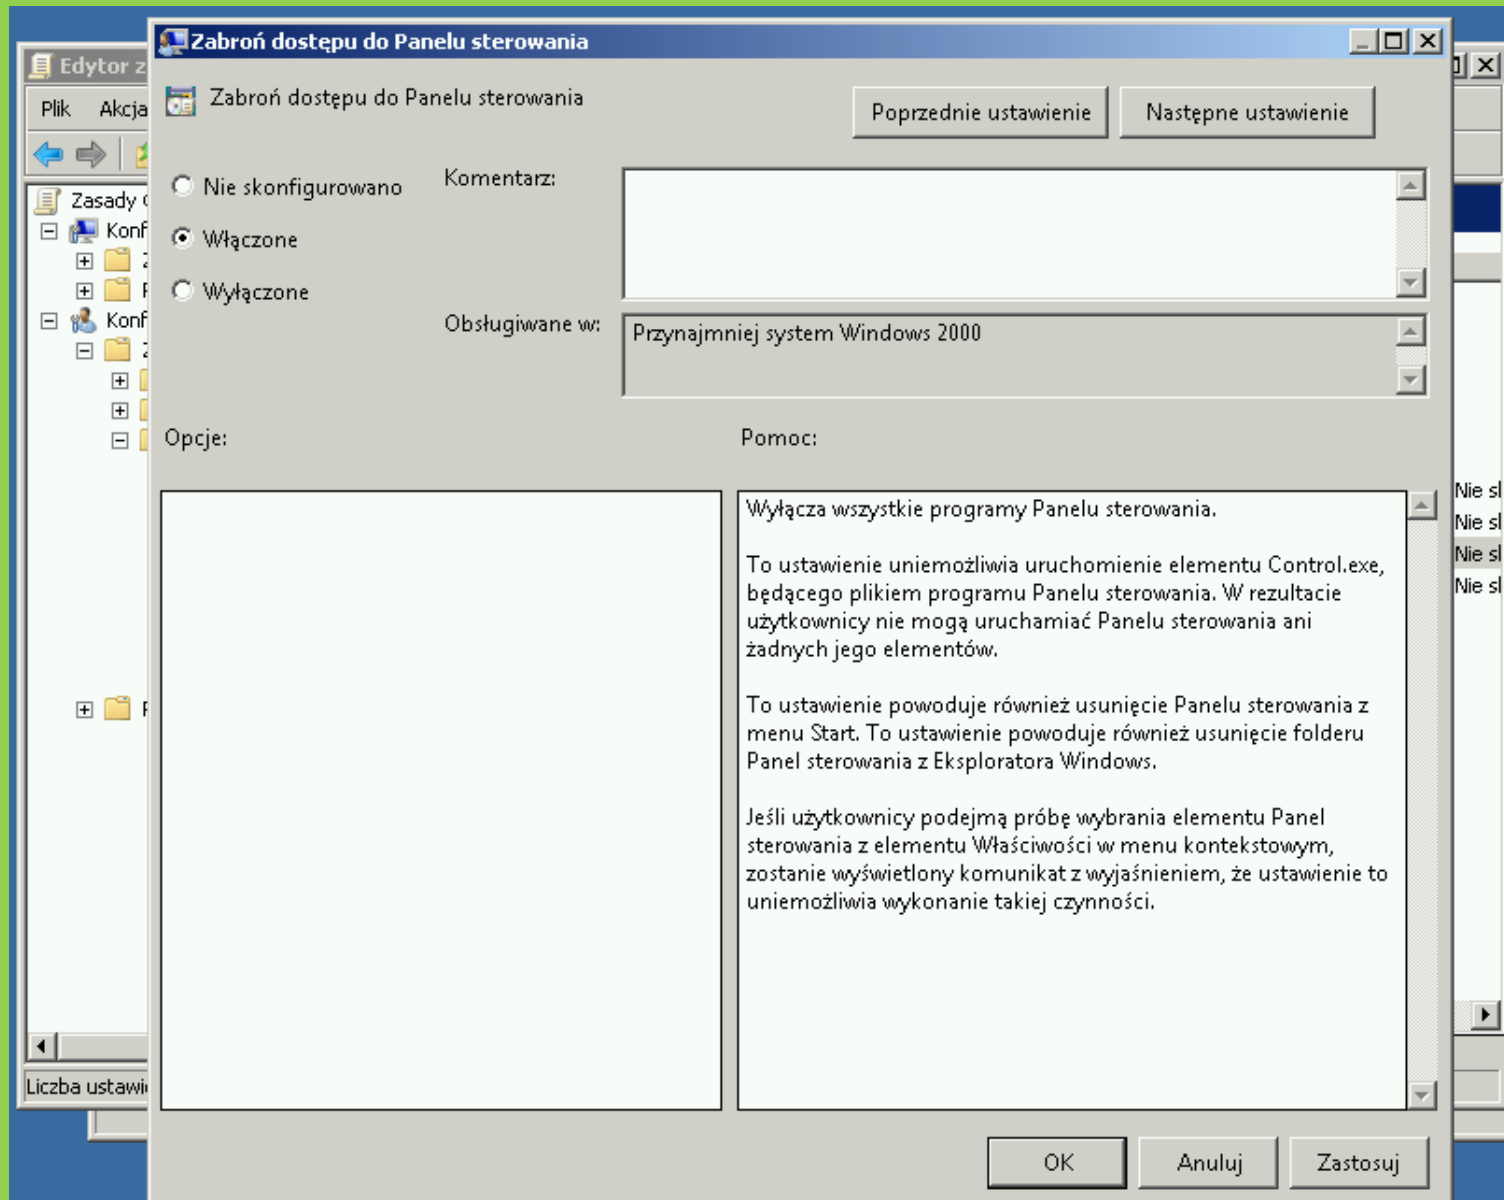 Zabroń dostępu do Panelu sterowania
Edytor z
Plik Akcja
Zabroń dostępu do Panelu sterowania
Poprzednie ustawienie
Następne ustawienie
Nie skonfigurowano
Włączone
Wyłączone
Komentarz:
Obsługiwane w:
Przynajmniej system Windows 2000
Zasady
Konf
Konf
Opcje:
Pomoc:
Wyłącza wszystkie programy Panelu sterowania.
To ustawienie uniemożliwia uruchomienie elementu Control.exe,
będącego plikiem programu Panelu sterowania. W rezultacie
użytkownicy nie mogą uruchamiać Panelu sterowania ani
żadnych jego elementów.
To ustawienie powoduje również usunięcie Panelu sterowania z
menu Start. To ustawienie powoduje również usunięcie folderu
Panel sterowania z Eksploratora Windows.
Jeśli użytkownicy podejmą próbę wybrania elementu Panel
sterowania z elementu Właściwości w menu kontekstowym,
zostanie wyświetlony komunikat z wyjaśnieniem, że ustawienie to
uniemożliwia wykonanie takiej czynności.
Nie sk
Nie sk
Nie sk
Nie sk
Liczba ustawi
OK
Anuluj
Zastosuj